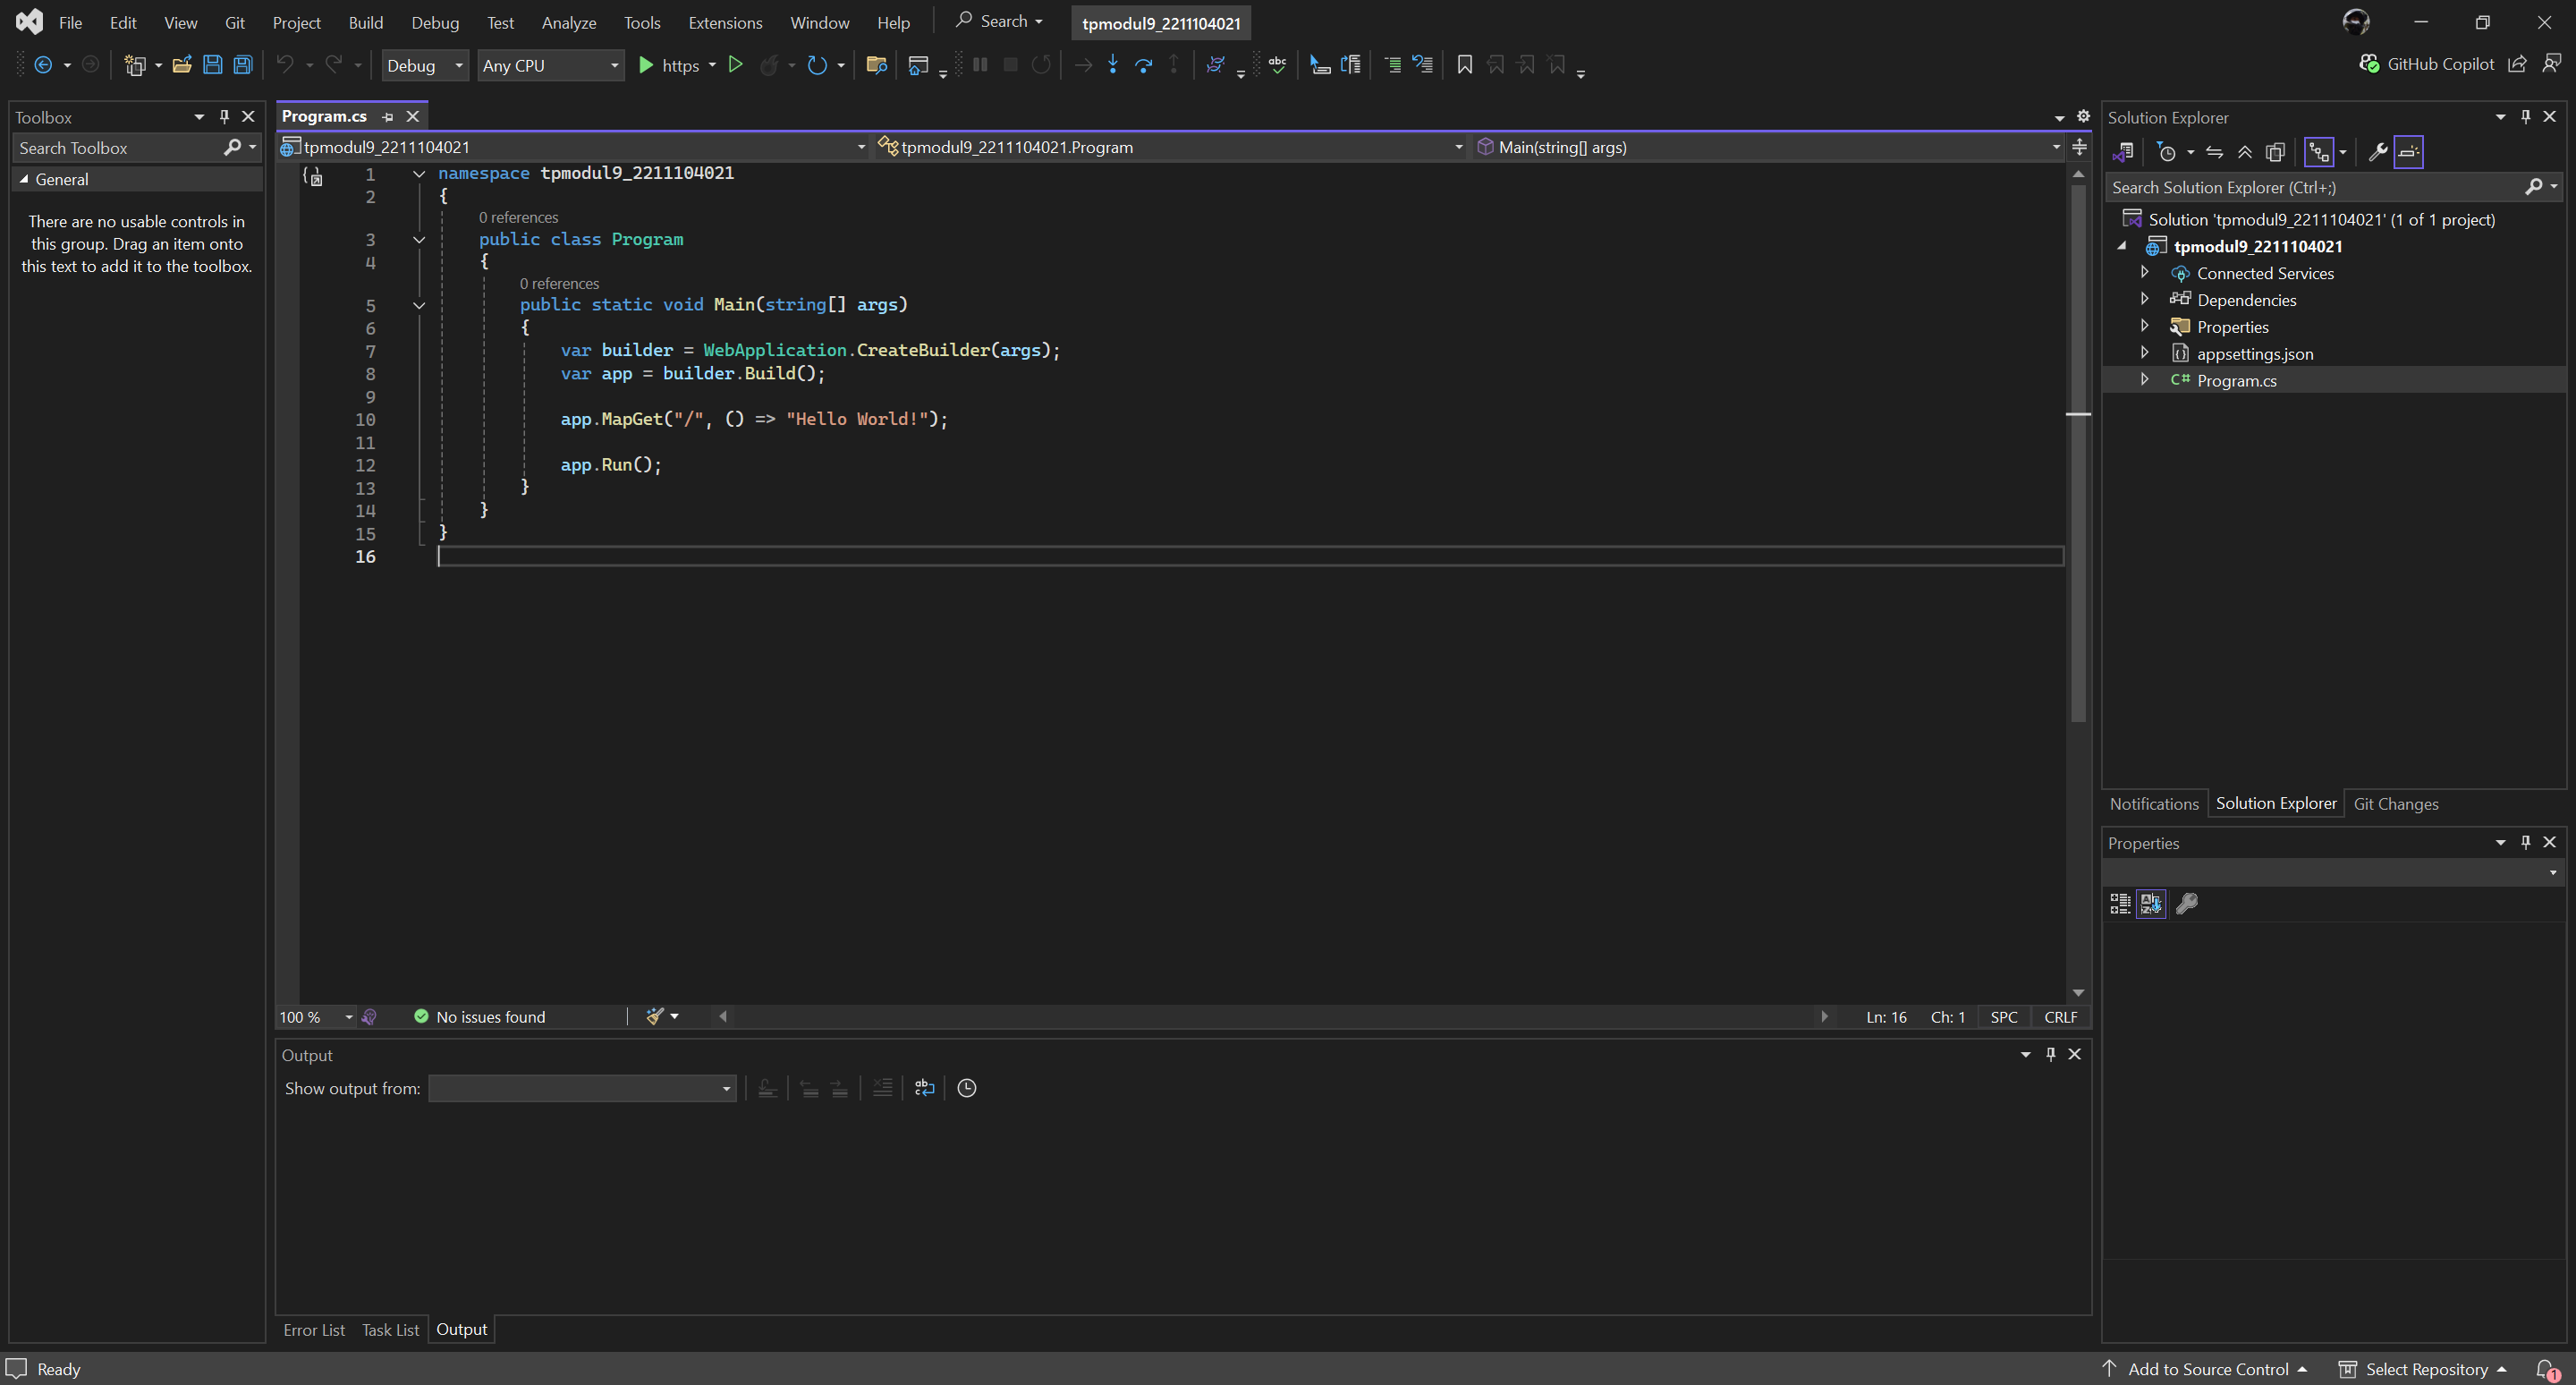 File Edit View Git Project Build Debug Test Analyze Tools Extensions Window Help Search tpmodul9_2211104021
Debug Any CPU https GitHub Copilot
Toolbox
Search Toolbox
General
There are no usable controls in
this group. Drag an item onto
this text to add it to the toolbox.
Program.cs
tpmodul9_2211104021 tpmodul9_2211104021.Program Main(string[] args)
1 namespace tpmodul9_2211104021
2 {
0 references
3 public class Program
4 {
0 references
5 public static void Main(string[] args)
6 {
7 var builder = WebApplication.CreateBuilder(args);
8 var app = builder.Build();
9
10 app.MapGet("/", () => "Hello World!");
11
12 app.Run();
13 }
14 }
15 }
16
100 % No issues found Ln: 16 Ch: 1 SPC CRLF
Output
Show output from:
Error List Task List Output
Solution Explorer
Search Solution Explorer (Ctrl+;)
Solution 'tpmodul9_2211104021' (1 of 1 project)
tpmodul9_2211104021
Connected Services
Dependencies
Properties
appsettings.json
C# Program.cs
Notifications Solution Explorer Git Changes
Properties
Ready Add to Source Control Select Repository 1